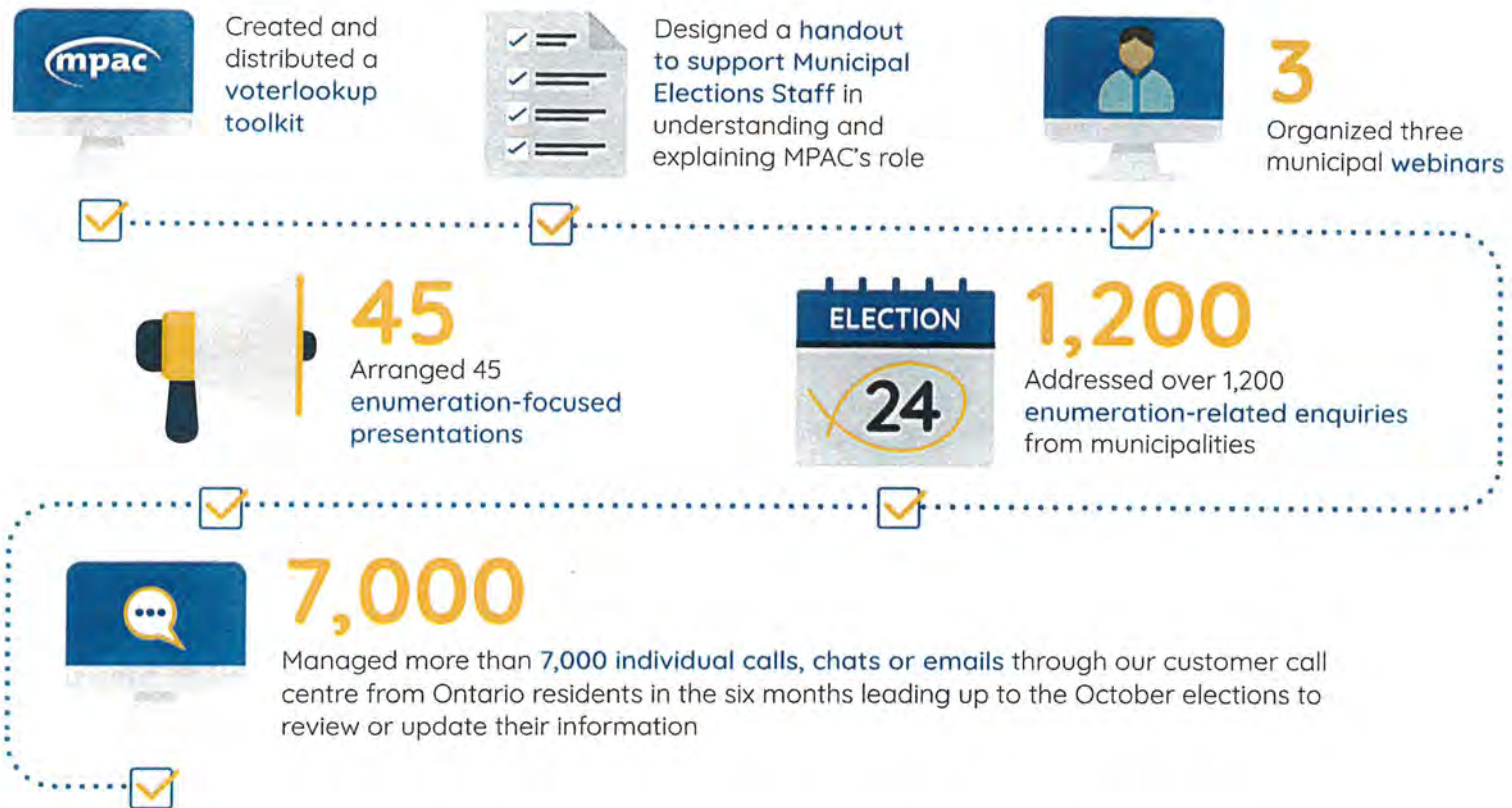 mpac
Created and
distributed a
voterlookup
toolkit
Designed a handout
to support Municipal
Elections Staff in
understanding and
explaining MPAC's role
3
Organized three
municipal webinars
45
Arranged 45
enumeration-focused
presentations
ELECTION
24
1,200
Addressed over 1,200
enumeration-related enquiries
from municipalities
7,000
Managed more than 7,000 individual calls, chats or emails through our customer call
centre from Ontario residents in the six months leading up to the October elections to
review or update their information